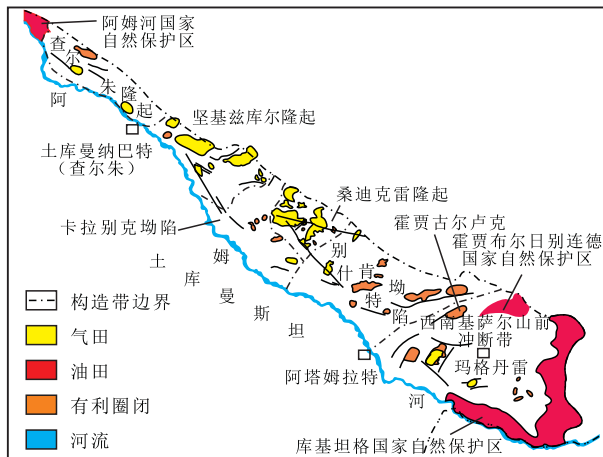 阿姆河国家
自然保护区
查尔朱隆起
坚基兹库尔隆起
土库曼纳巴特
（查尔朱）
桑迪克雷隆起
卡拉别克坳陷
霍贾古尔卢克
霍贾布尔日别连德
国家自然保护区
别什肯特坳陷
土库曼斯坦
西南基萨尔山前
冲断带
玛格丹雷
阿塔姆拉特
阿姆河
库基坦格国家自然保护区
构造带边界
气田
油田
有利圈闭
河流